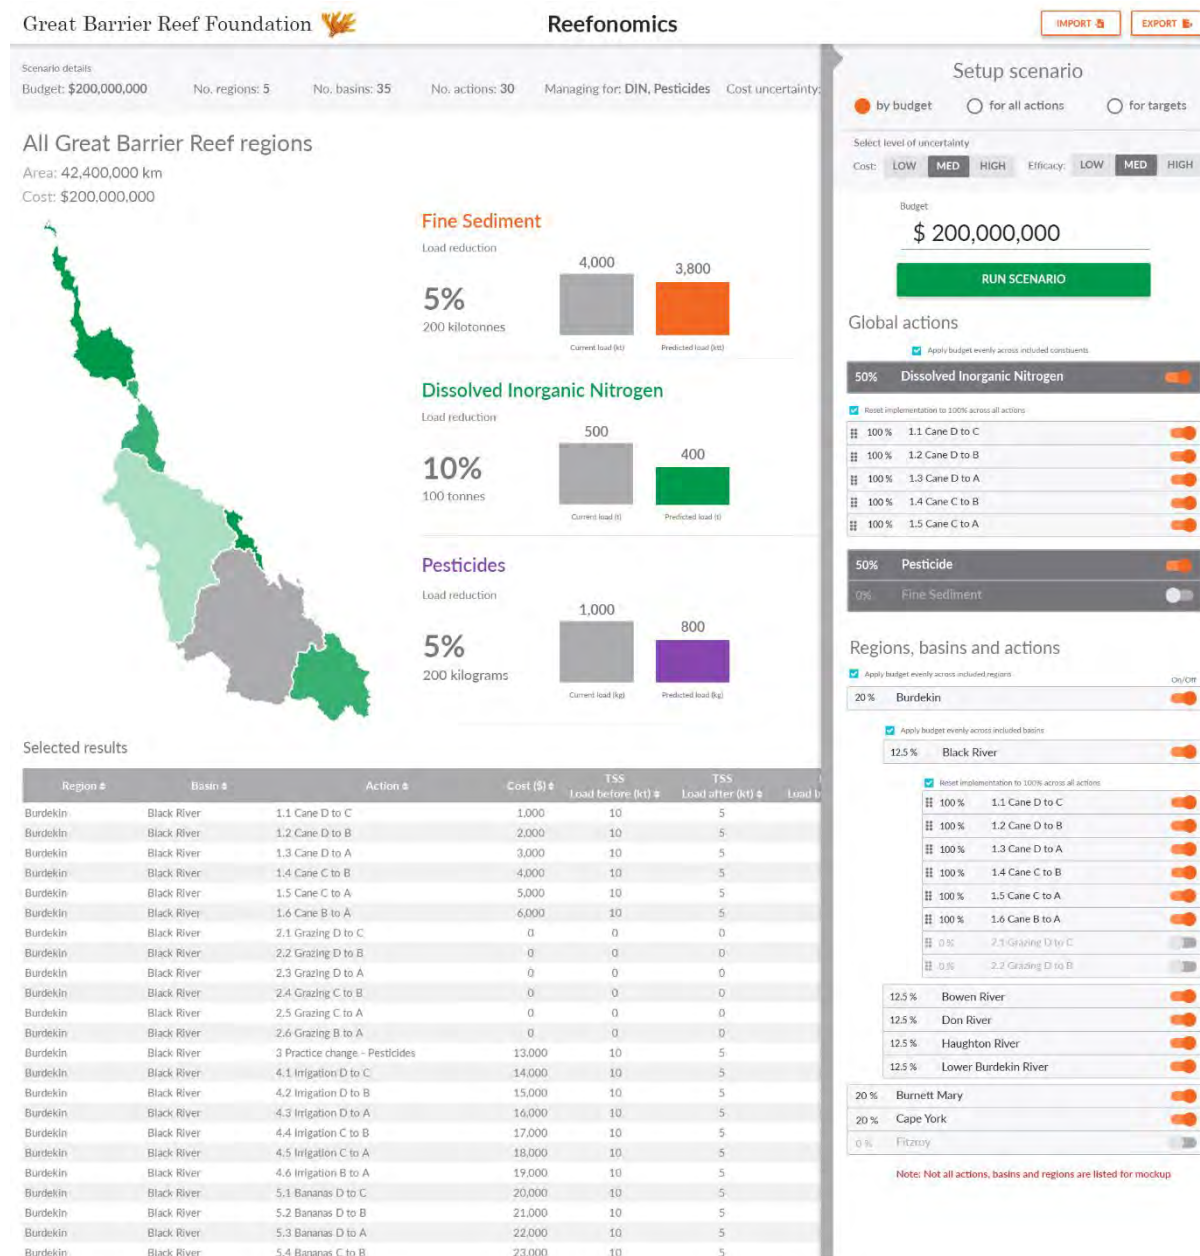 Great Barrier Reef Foundation
Reefonomics
IMPORT
EXPORT
Scenario details
Budget: $200,000,000 No. regions: 5 No. basins: 35 No. actions: 30 Managing for: DIN, Pesticides Cost uncertainty:
All Great Barrier Reef regions
Area: 42,400,000 km
Cost: $200,000,000
Fine Sediment
Load reduction
5%
200 kilotonnes
4,000
3,800
Current load (kt)
Predicted load (ktt)
Dissolved Inorganic Nitrogen
Load reduction
10%
100 tonnes
500
400
Current load (t)
Predicted load (t)
Pesticides
Load reduction
5%
200 kilograms
1,000
800
Current load (kg)
Predicted load (kg)
Selected results
Region Basin Action Cost ($) TSS Load before (kt) TSS Load after (kt)
Burdekin Black River 1.1 Cane D to C 1,000 10 5
Burdekin Black River 1.2 Cane D to B 2,000 10 5
Burdekin Black River 1.3 Cane D to A 3,000 10 5
Burdekin Black River 1.4 Cane C to B 4,000 10 5
Burdekin Black River 1.5 Cane C to A 5,000 10 5
Burdekin Black River 1.6 Cane B to A 6,000 10 5
Burdekin Black River 2.1 Grazing D to C 0 0 0
Burdekin Black River 2.2 Grazing D to B 0 0 0
Burdekin Black River 2.3 Grazing D to A 0 0 0
Burdekin Black River 2.4 Grazing C to B 0 0 0
Burdekin Black River 2.5 Grazing C to A 0 0 0
Burdekin Black River 2.6 Grazing B to A 0 0 0
Burdekin Black River 3 Practice change - Pesticides 13,000 10 5
Burdekin Black River 4.1 Irrigation D to C 14,000 10 5
Burdekin Black River 4.2 Irrigation D to B 15,000 10 5
Burdekin Black River 4.3 Irrigation D to A 16,000 10 5
Burdekin Black River 4.4 Irrigation C to B 17,000 10 5
Burdekin Black River 4.5 Irrigation C to A 18,000 10 5
Burdekin Black River 4.6 Irrigation B to A 19,000 10 5
Burdekin Black River 5.1 Bananas D to C 20,000 10 5
Burdekin Black River 5.2 Bananas D to B 21,000 10 5
Burdekin Black River 5.3 Bananas D to A 22,000 10 5
Burdekin Black River 5.4 Bananas C to B 23,000 10 5
Setup scenario
by budget for all actions for targets
Select level of uncertainty
Cost: LOW MED HIGH Efficacy: LOW MED HIGH
Budget
$ 200,000,000
RUN SCENARIO
Global actions
Apply budget evenly across included constituents
50% Dissolved Inorganic Nitrogen
Reset implementation to 100% across all actions
100 % 1.1 Cane D to C
100 % 1.2 Cane D to B
100 % 1.3 Cane D to A
100 % 1.4 Cane C to B
100 % 1.5 Cane C to A
50% Pesticide
0% Fine Sediment
Regions, basins and actions
Apply budget evenly across included regions
On/Off
20 % Burdekin
Apply budget evenly across included basins
12.5 % Black River
Reset implementation to 100% across all actions
100 % 1.1 Cane D to C
100 % 1.2 Cane D to B
100 % 1.3 Cane D to A
100 % 1.4 Cane C to B
100 % 1.5 Cane C to A
100 % 1.6 Cane B to A
0 % 2.1 Grazing D to C
0 % 2.2 Grazing D to B
12.5 % Bowen River
12.5 % Don River
12.5 % Haughton River
12.5 % Lower Burdekin River
20 % Burnett Mary
20 % Cape York
0 % Fitzroy
Note: Not all actions, basins and regions are listed for mockup